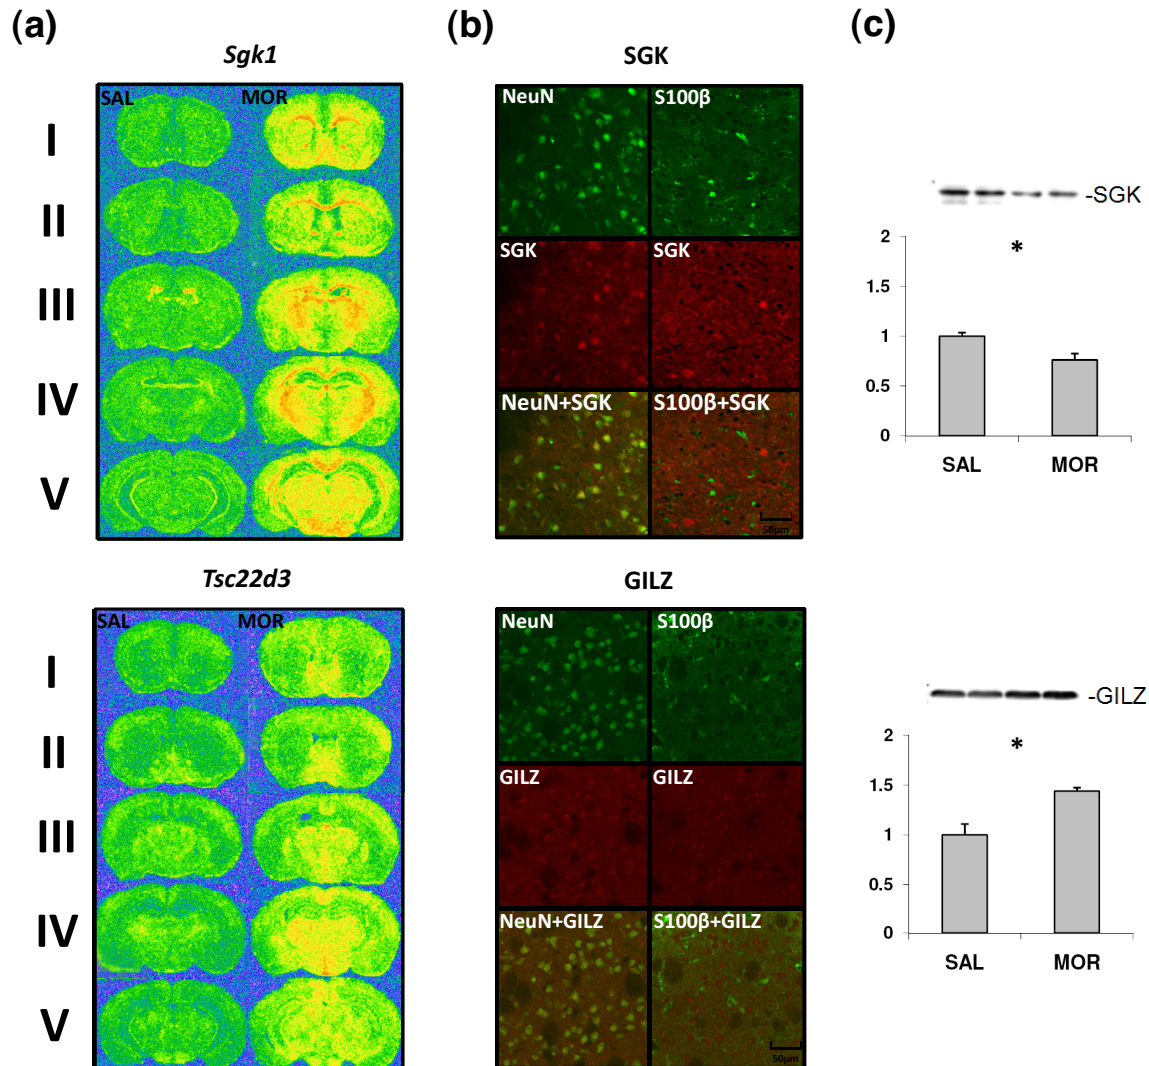 (a)
(b)
(c)
Sgk1
SAL
MOR
I
II
III
IV
V
SGK
NeuN
S100β
SGK
SGK
NeuN+SGK
S100β+SGK
50μm
-SGK
2
*
1.5
1
0.5
0
SAL
MOR
Tsc22d3
SAL
MOR
I
II
III
IV
V
GILZ
NeuN
S100β
GILZ
GILZ
NeuN+GILZ
S100β+GILZ
50μm
-GILZ
2
*
1.5
1
0.5
0
SAL
MOR